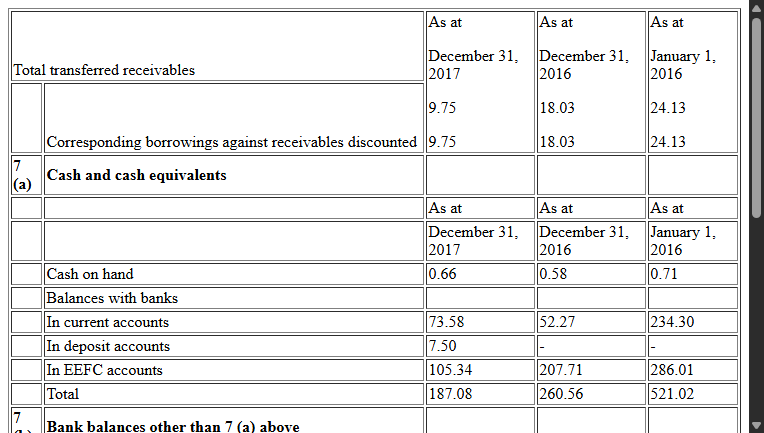 Total transferred receivables
As at
December 31,
2017
9.75
9.75
As at
December 31,
2016
18.03
18.03
As at
January 1,
2016
24.13
24.13
Corresponding borrowings against receivables discounted
7
(a)
Cash and cash equivalents
As at
As at
As at
December 31,
2017
December 31,
2016
January 1,
2016
Cash on hand 0.66 0.58 0.71
Balances with banks
In current accounts 73.58 52.27 234.30
In deposit accounts 7.50 - -
In EEFC accounts 105.34 207.71 286.01
Total 187.08 260.56 521.02
7
Bank balances other than 7 (a) above